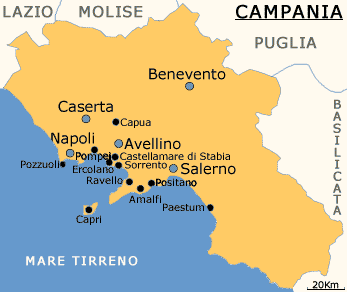 LAZIO MOLISE CAMPANIA
PUGLIA
Benevento
Caserta
Capua
Napoli Avellino
Pozzuoli Pompei Castellamare di Stabia
Ercolano Sorrento Salerno
Ravello Positano
Amalfi Paestum
Capri
BASILICATA
MARE TIRRENO
20Km